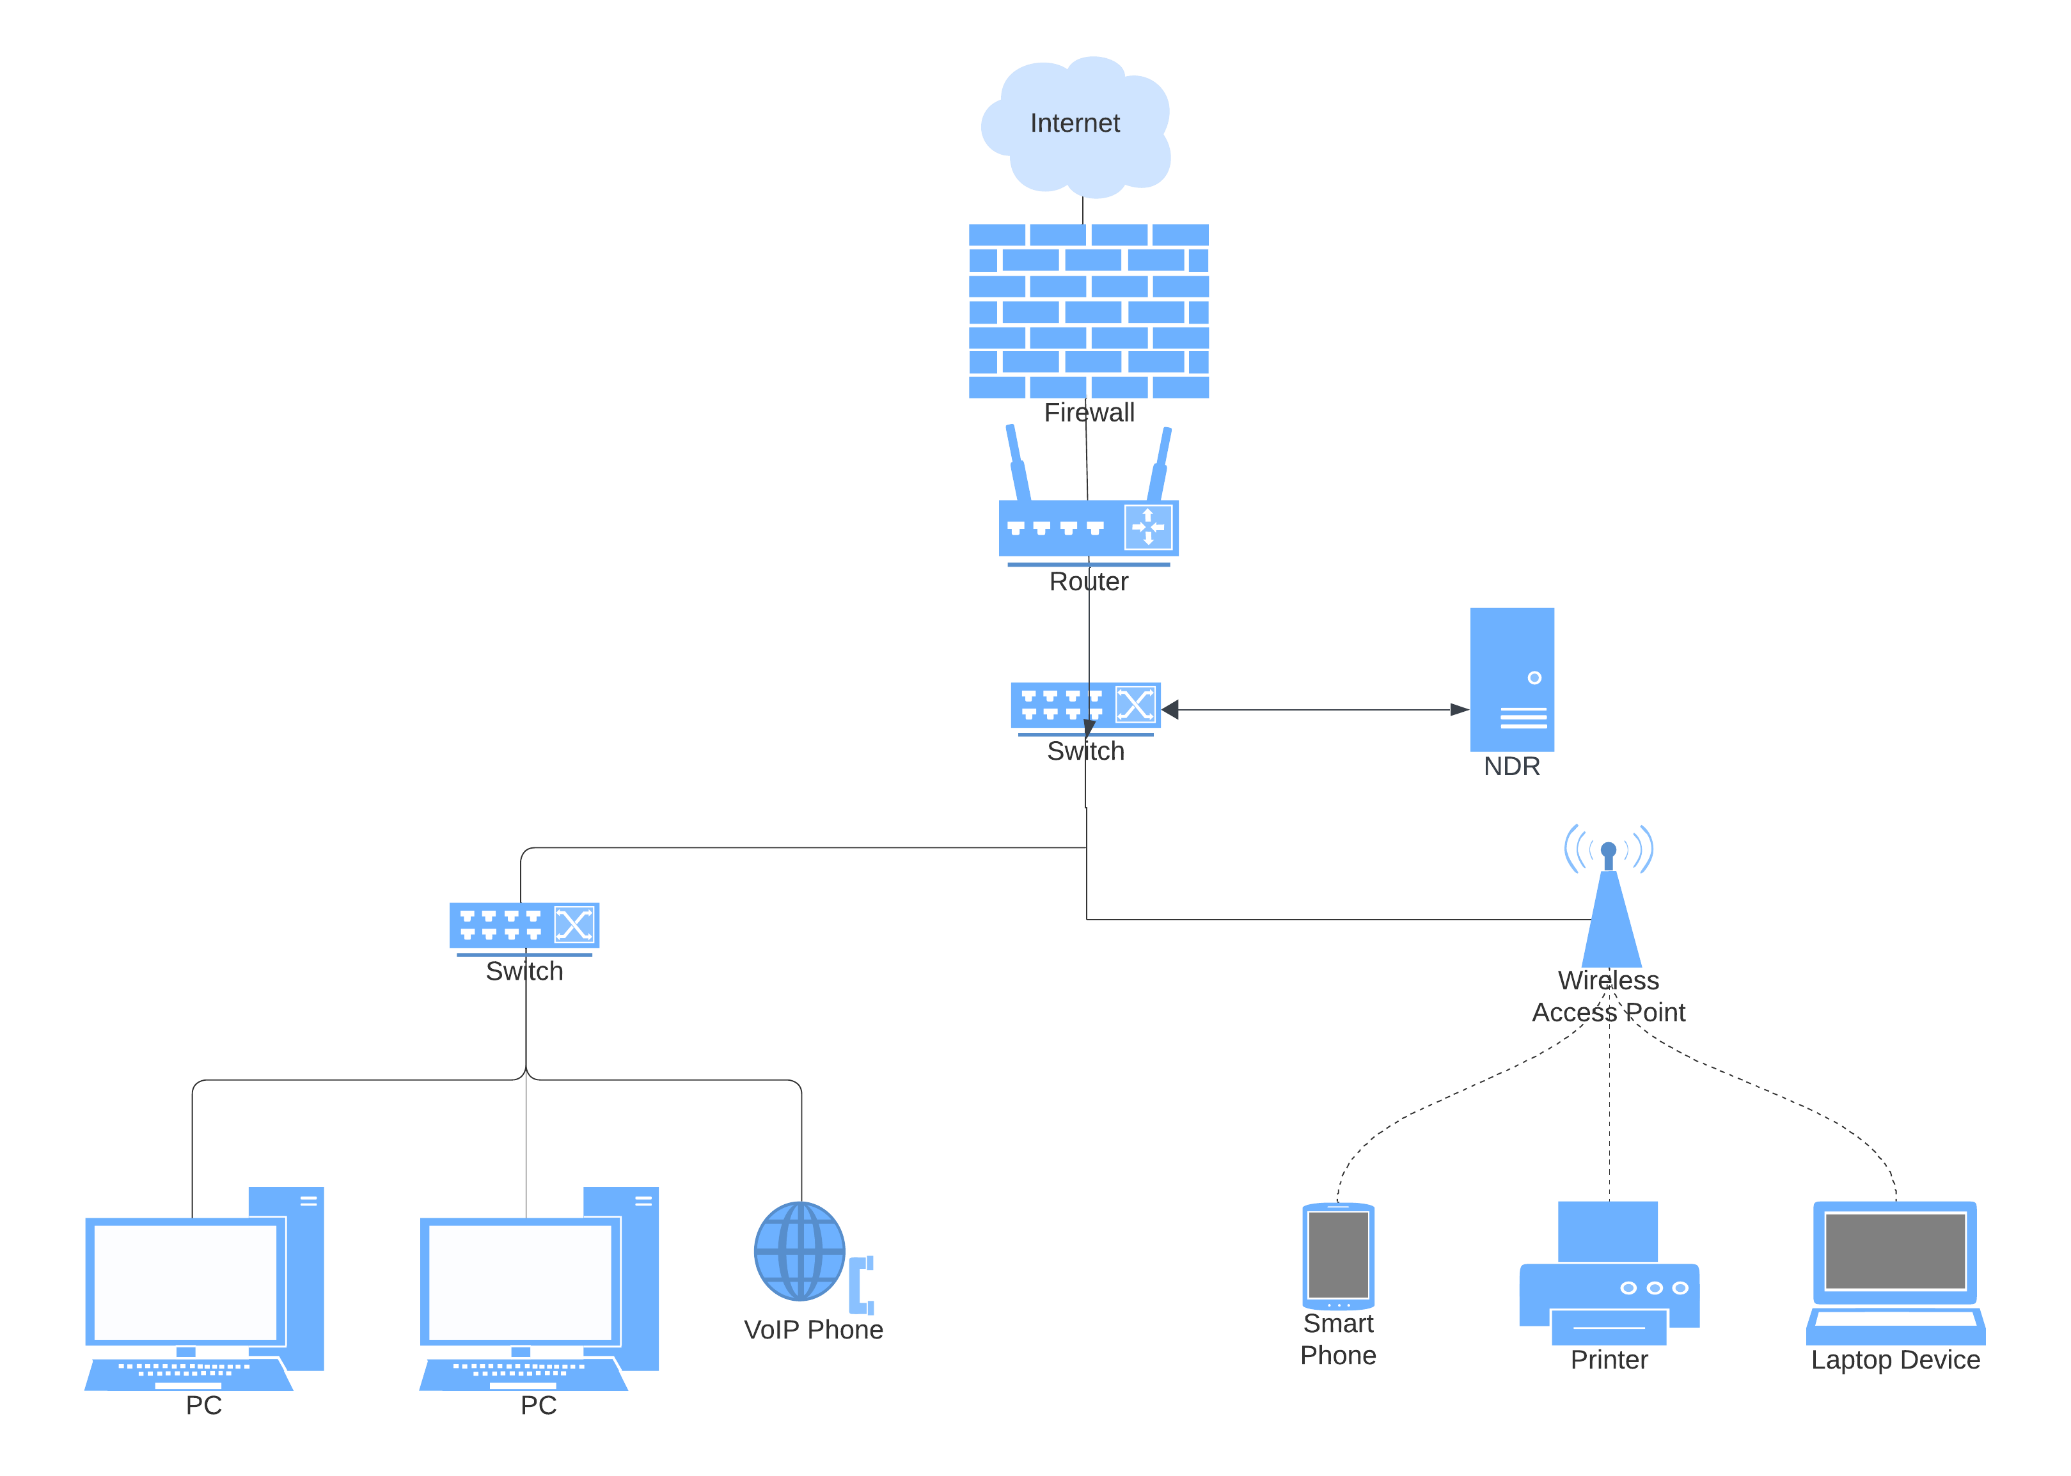 Internet
Firewall
Router
Switch
NDR
Switch
Wireless
Access Point
PC
PC
VoIP Phone
Smart
Phone
Printer
Laptop Device